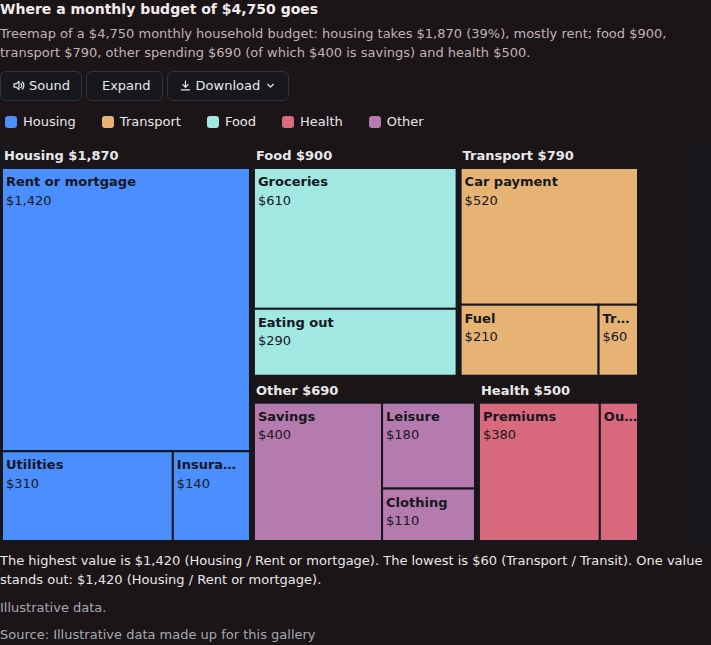 Where a monthly budget of $4,750 goes
Treemap of a $4,750 monthly household budget: housing takes $1,870 (39%), mostly rent; food $900,
transport $790, other spending $690 (of which $400 is savings) and health $500.
Sound Expand Download
Housing Transport Food Health Other
Housing $1,870 Food $900 Transport $790
Rent or mortgage Groceries Car payment
$1,420 $610 $520
Eating out Fuel Tr…
$290 $210 $60
Other $690 Health $500
Savings Leisure Premiums Ou…
$400 $180 $380
Utilities Insura…
$310 $140
Clothing
$110
The highest value is $1,420 (Housing / Rent or mortgage). The lowest is $60 (Transport / Transit). One value
stands out: $1,420 (Housing / Rent or mortgage).
Illustrative data.
Source: Illustrative data made up for this gallery